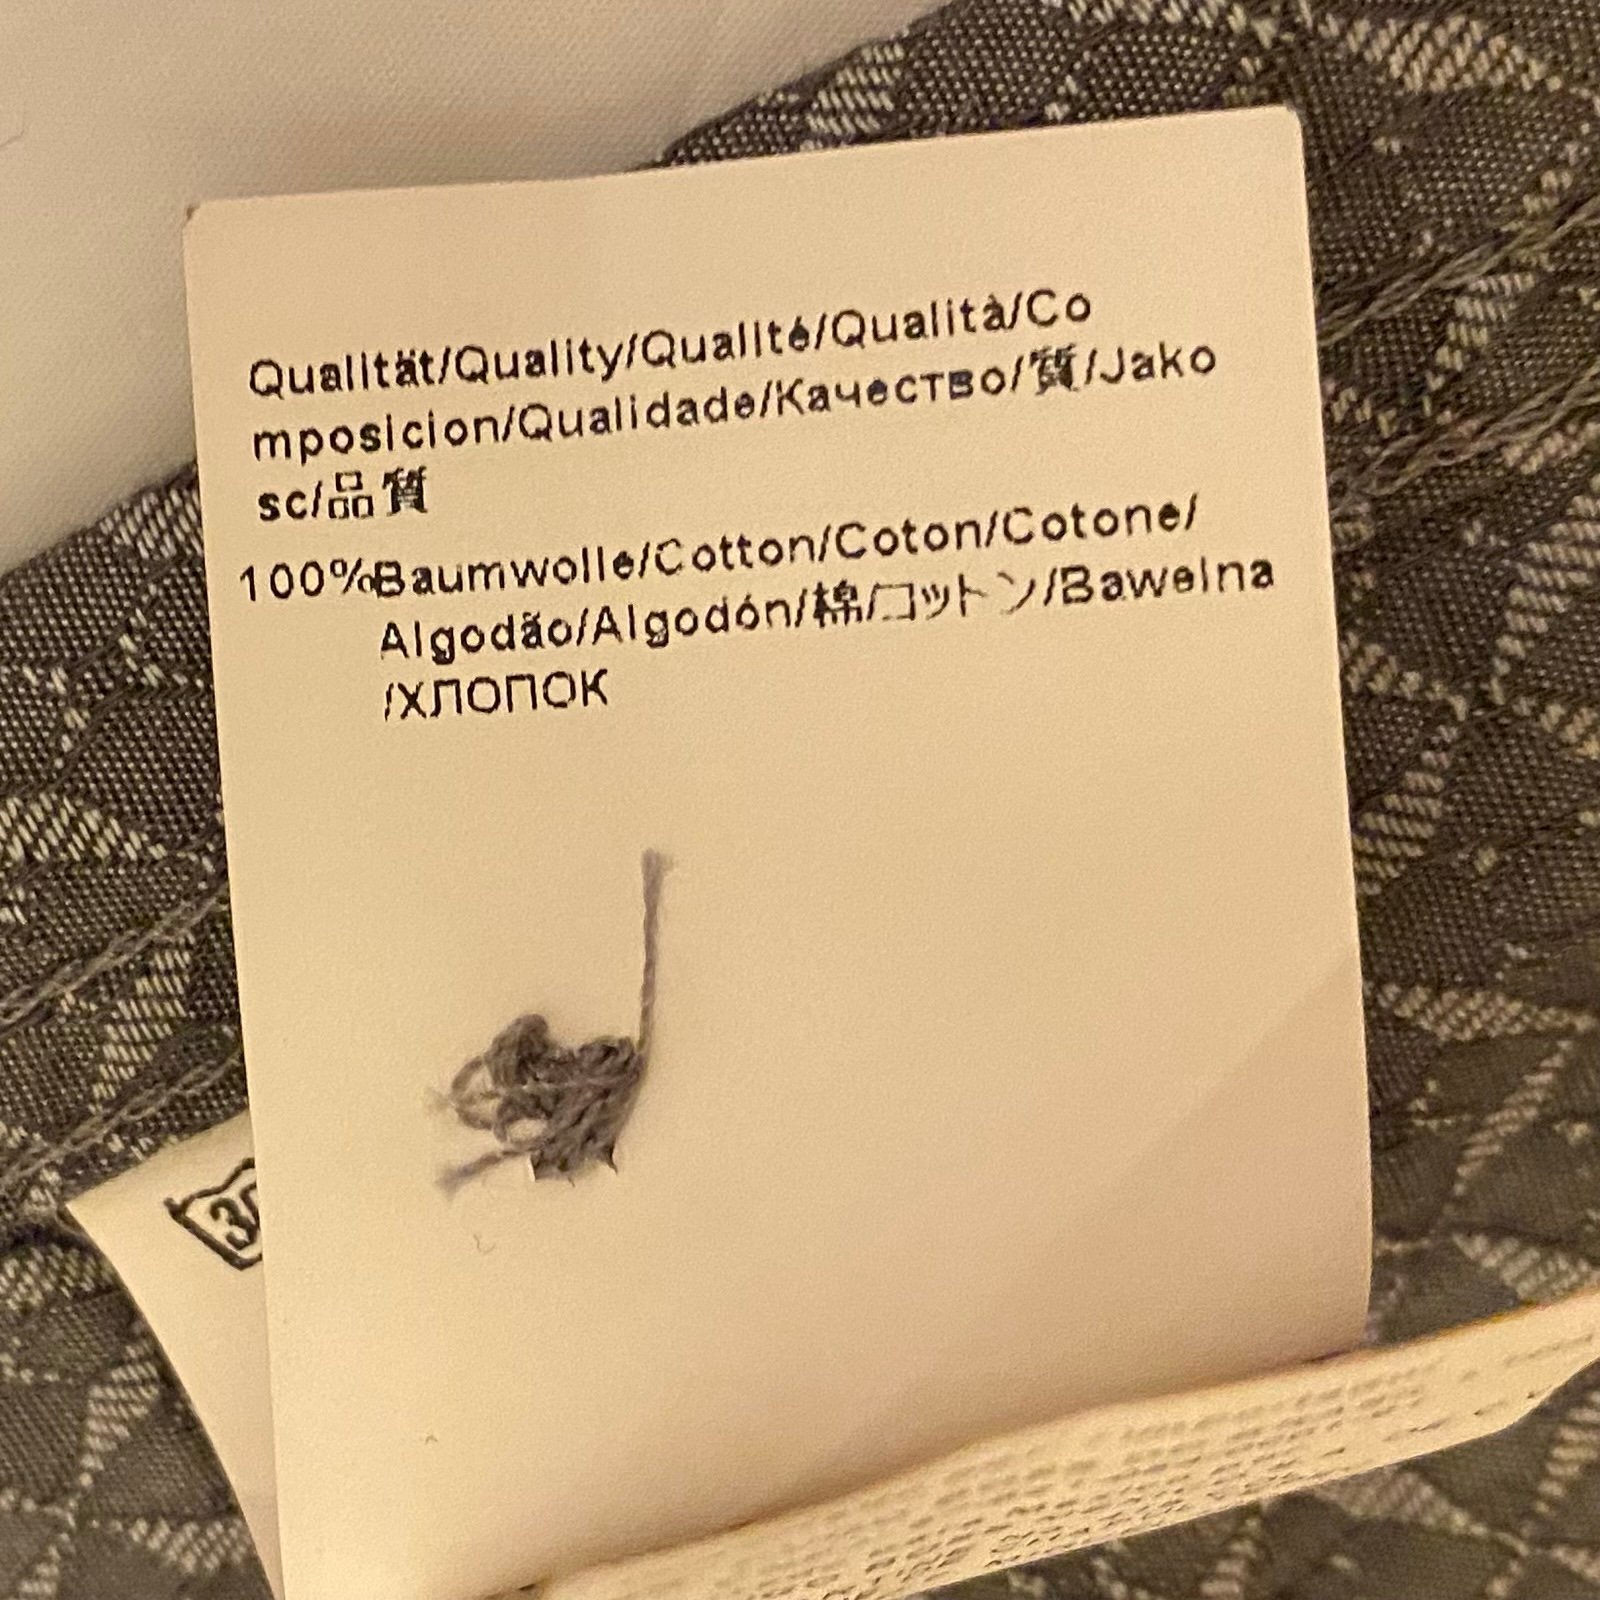 Qualität/Quality/Qualité/Qualità/Co
mposicion/Qualidade/Качество/質/Jako
sc/品質
100%Baumwolle/Cotton/Coton/Cotone/
Algodão/Algodón/棉/コットン/Bawelna
/ХЛОПОК